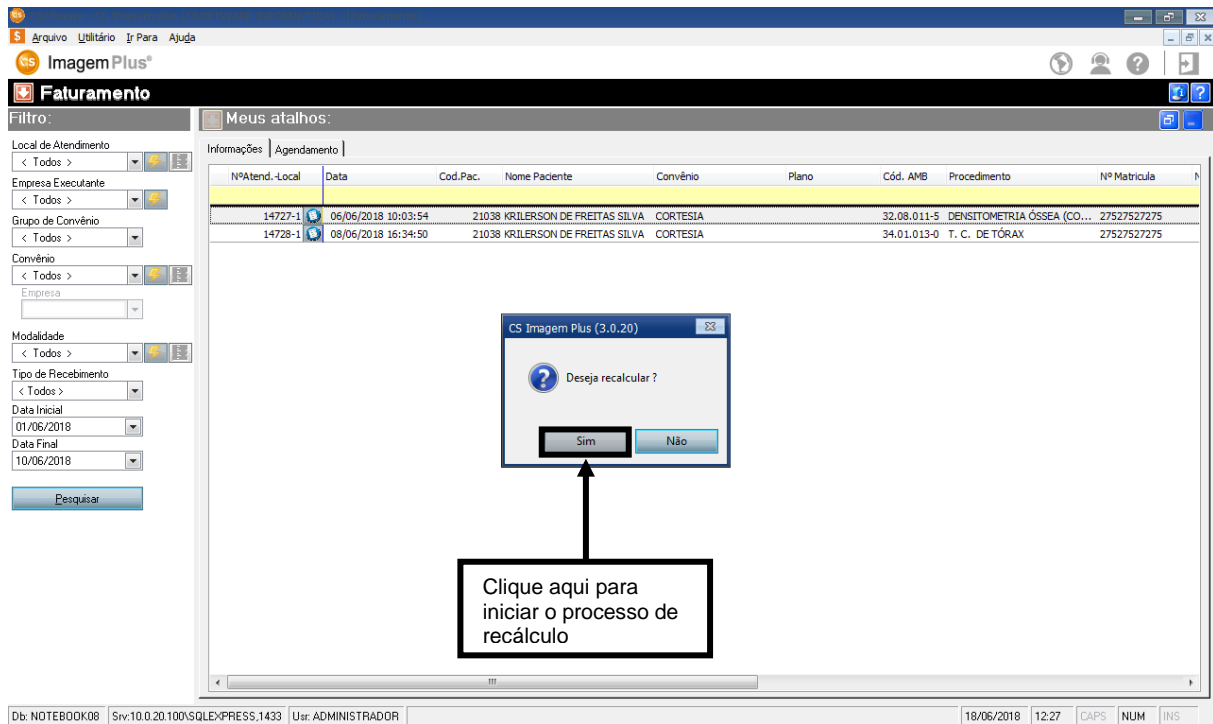 Arquivo Utilitário Ir Para Ajuda
CS ImagemPlus®
Faturamento
Filtro:
Meus atalhos:
Local de Atendimento
< Todos >
Empresa Executante
< Todos >
Grupo de Convênio
< Todos >
Convênio
< Todos >
Empresa
Modalidade
< Todos >
Tipo de Recebimento
< Todos >
Data Inicial
01/06/2018
Data Final
10/06/2018
Pesquisar
Informações Agendamento
NºAtend.-Local Data Cod.Pac. Nome Paciente Convênio Plano Cód. AMB Procedimento Nº Matricula N
14727-1 06/06/2018 10:03:54 21038 KRILERSON DE FREITAS SILVA CORTESIA 32.08.011-5 DENSITOMETRIA ÓSSEA (CO... 27527527275
14728-1 08/06/2018 16:34:50 21038 KRILERSON DE FREITAS SILVA CORTESIA 34.01.013-0 T. C. DE TÓRAX 27527527275
CS Imagem Plus (3.0.20)
Deseja recalcular ?
Sim Não
Clique aqui para
iniciar o processo de
recálculo
Db: NOTEBOOK08 Srv:10.0.20.100\SQLEXPRESS,1433 Usr: ADMINISTRADOR 18/06/2018 12:27 CAPS NUM INS